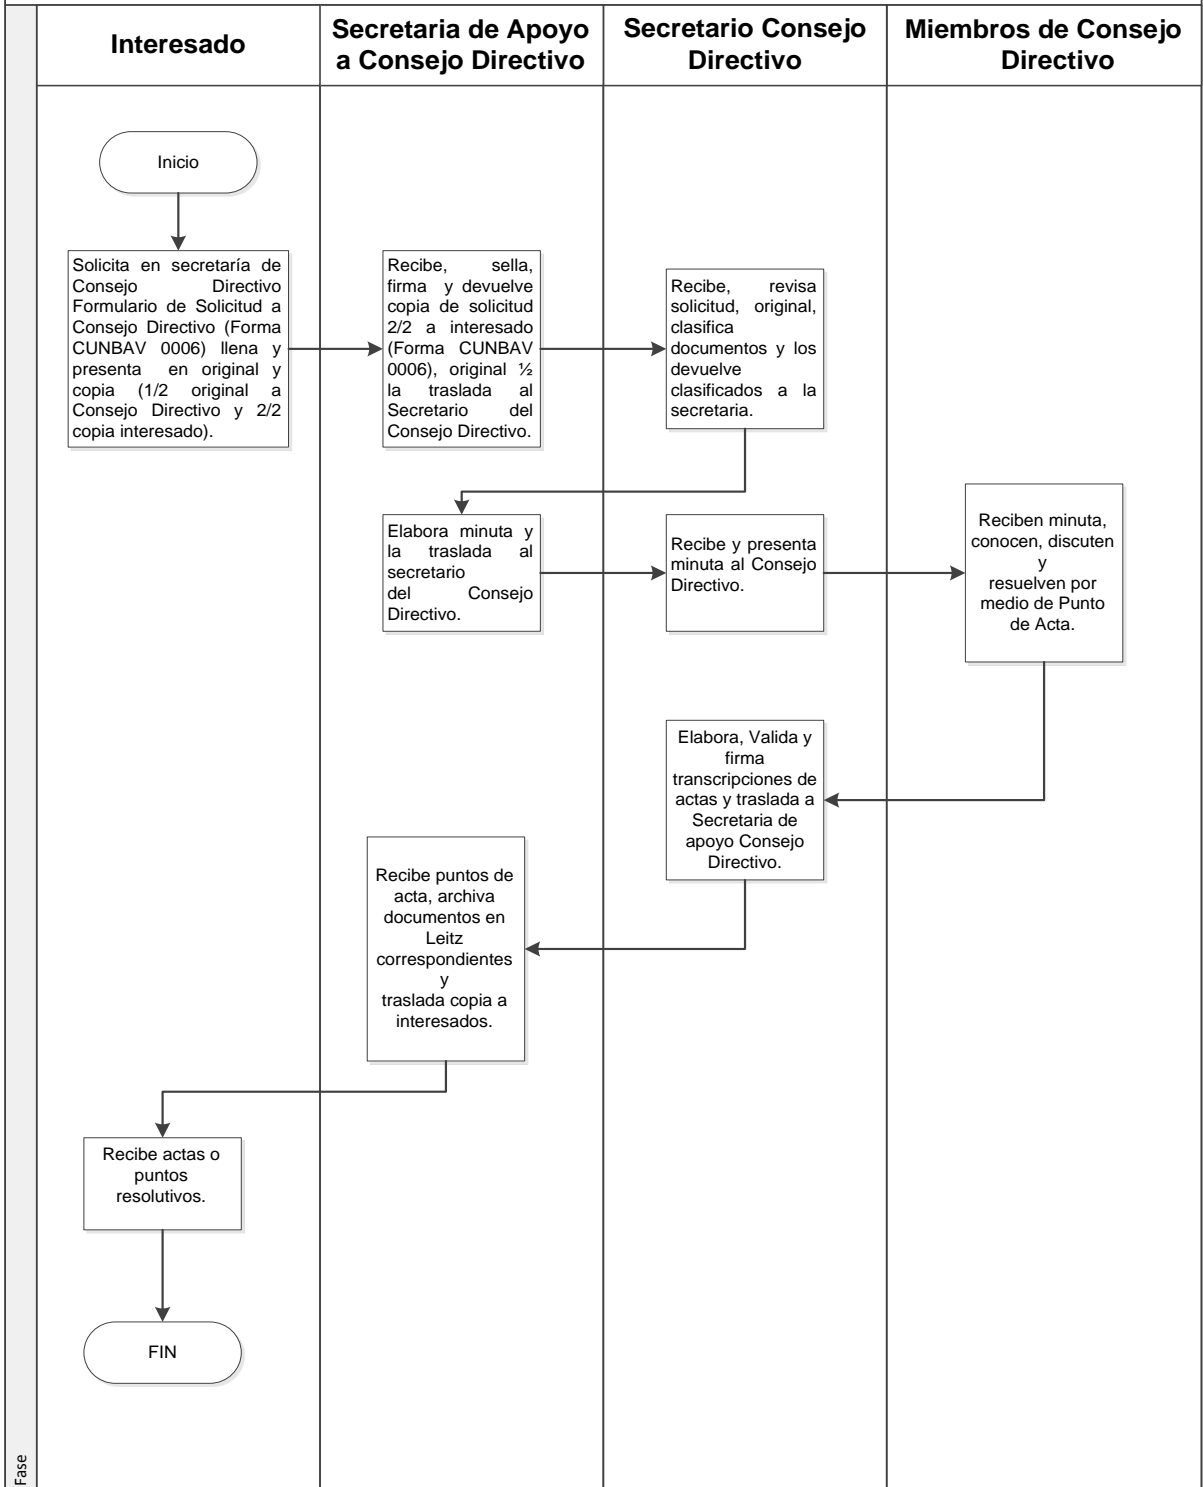 Interesado
Secretaria de Apoyo
a Consejo Directivo
Secretario Consejo
Directivo
Miembros de Consejo
Directivo
Inicio
Solicita en secretaría de
Consejo Directivo
Formulario de Solicitud a
Consejo Directivo (Forma
CUNBAV 0006) llena y
presenta en original y
copia (1/2 original a
Consejo Directivo y 2/2
copia interesado).
Recibe, sella,
firma y devuelve
copia de solicitud
2/2 a interesado
(Forma CUNBAV
0006), original ½
la traslada al
Secretario del
Consejo Directivo.
Recibe, revisa
solicitud, original,
clasifica
documentos y los
devuelve
clasificados a la
secretaria.
Elabora minuta y
la traslada al
secretario
del Consejo
Directivo.
Recibe y presenta
minuta al Consejo
Directivo.
Reciben minuta,
conocen, discuten
y
resuelven por
medio de Punto
de Acta.
Elabora, Valida y
firma
transcripciones de
actas y traslada a
Secretaria de
apoyo Consejo
Directivo.
Recibe puntos de
acta, archiva
documentos en
Leitz
correspondientes
y
traslada copia a
interesados.
Recibe actas o
puntos
resolutivos.
FIN
Fase